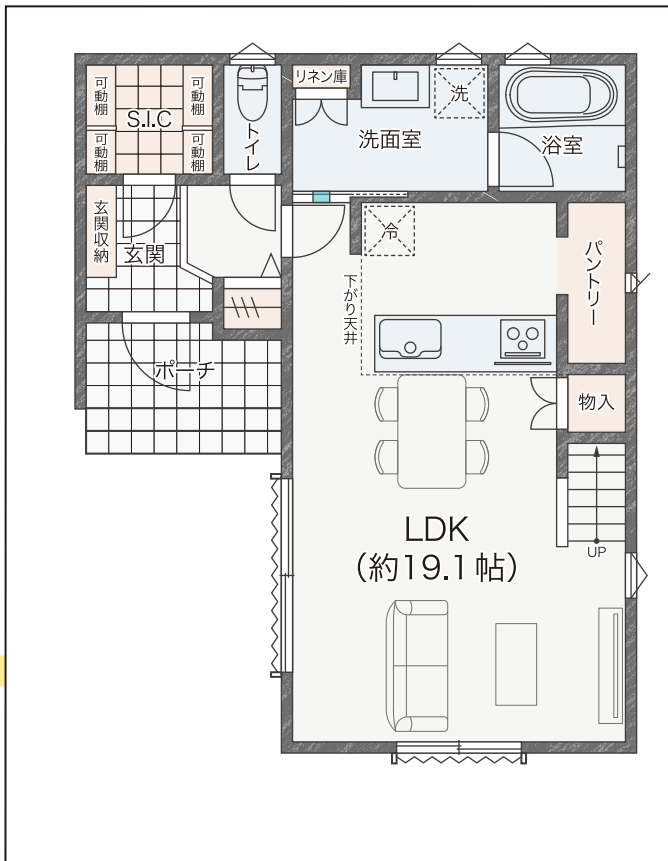 リネン庫
可動棚
可動棚
S.I.C
可動棚
可動棚
トイレ
洗面室
洗
浴室
玄関収納
玄関
冷
下がり天井
パントリー
ポーチ
物入
LDK
(約19.1帖)
UP